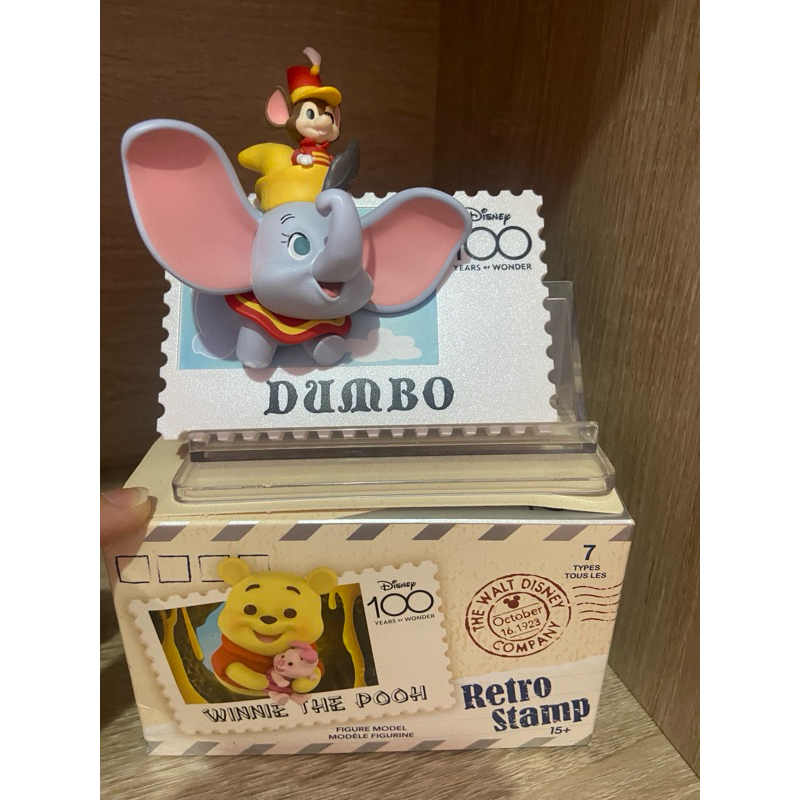 Disney
100
YEARS OF WONDER
DUMBO
7
TYPES
TOUS LES
Disney
100
YEARS OF WONDER
THE WALT DISNEY
October
16.1923
COMPANY
WINNIE THE POOH
Retro
Stamp
15+
FIGURE MODEL
MODÈLE FIGURINE